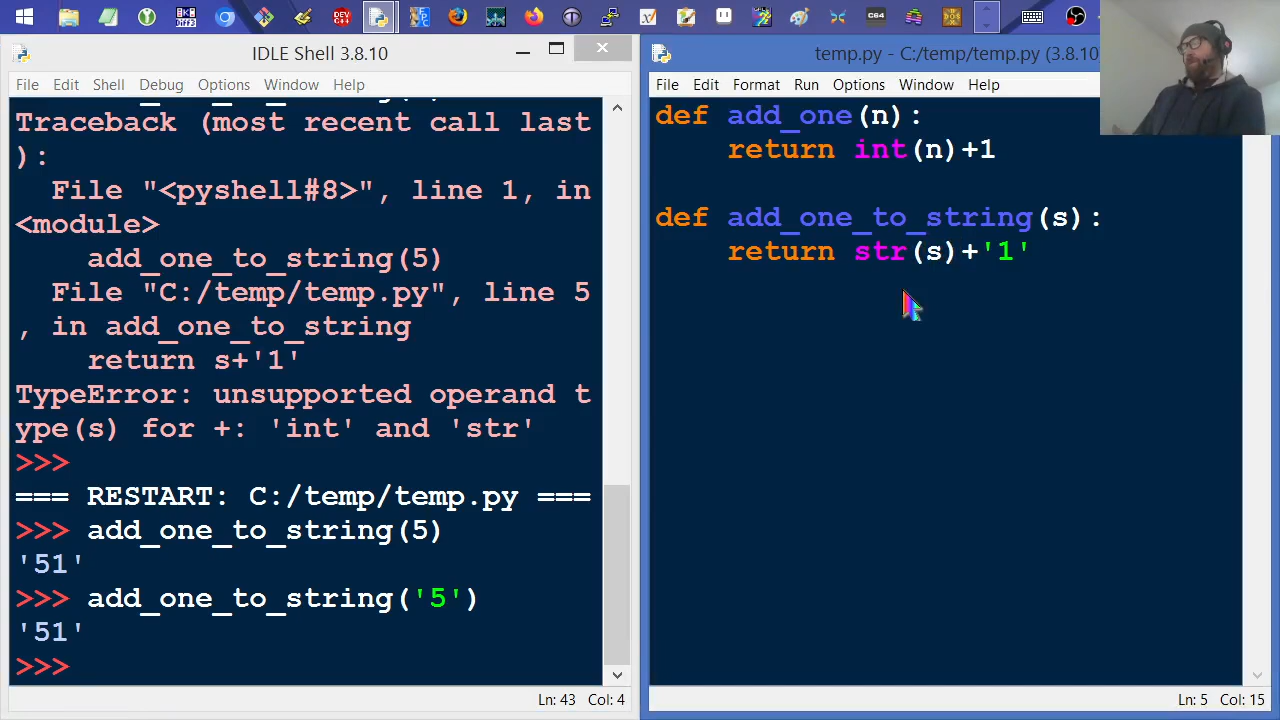 IDLE Shell 3.8.10
File Edit Shell Debug Options Window Help
Traceback (most recent call last
):
File "<pyshell#8>", line 1, in
<module>
add_one_to_string(5)
File "C:/temp/temp.py", line 5
, in add_one_to_string
return s+'1'
TypeError: unsupported operand t
ype(s) for +: 'int' and 'str'
>>>
=== RESTART: C:/temp/temp.py ===
>>> add_one_to_string(5)
'51'
>>> add_one_to_string('5')
'51'
>>>
Ln: 43 Col: 4
temp.py - C:/temp/temp.py (3.8.10)
File Edit Format Run Options Window Help
def add_one(n):
return int(n)+1
def add_one_to_string(s):
return str(s)+'1'
Ln: 5 Col: 15
DEV
C++
C64